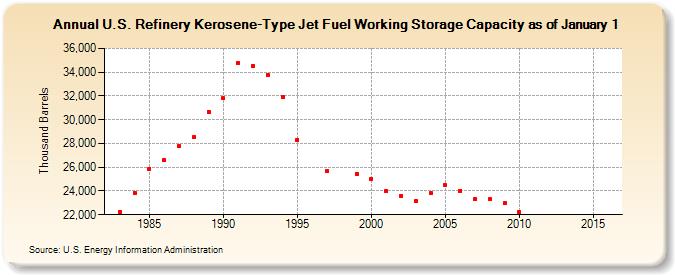 Annual U.S. Refinery Kerosene-Type Jet Fuel Working Storage Capacity as of January 1
Thousand Barrels
36,000
34,000
32,000
30,000
28,000
26,000
24,000
22,000
1985 1990 1995 2000 2005 2010 2015
Source: U.S. Energy Information Administration